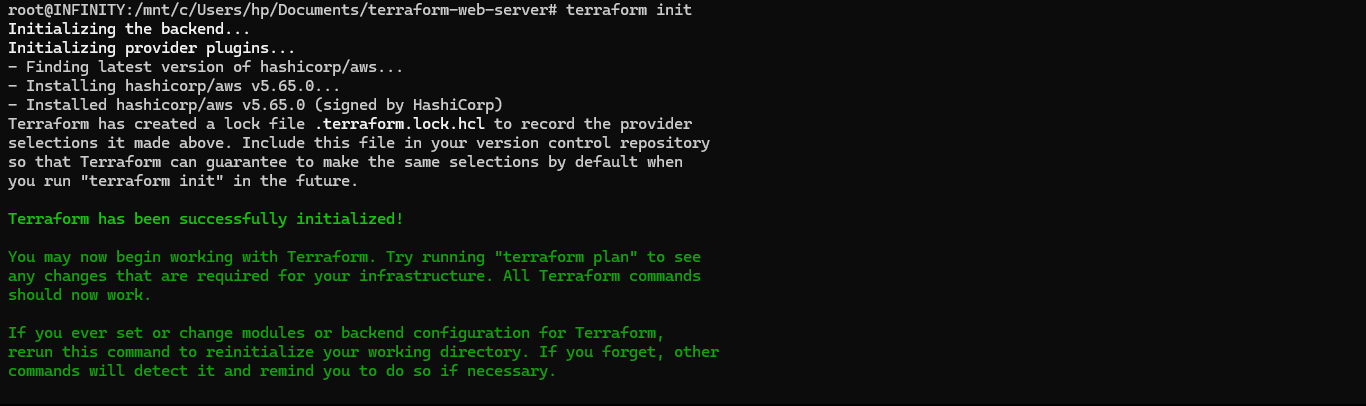 root@INFINITY:/mnt/c/Users/hp/Documents/terraform-web-server# terraform init
Initializing the backend...
Initializing provider plugins...
- Finding latest version of hashicorp/aws...
- Installing hashicorp/aws v5.65.0...
- Installed hashicorp/aws v5.65.0 (signed by HashiCorp)
Terraform has created a lock file .terraform.lock.hcl to record the provider
selections it made above. Include this file in your version control repository
so that Terraform can guarantee to make the same selections by default when
you run "terraform init" in the future.
Terraform has been successfully initialized!
You may now begin working with Terraform. Try running "terraform plan" to see
any changes that are required for your infrastructure. All Terraform commands
should now work.
If you ever set or change modules or backend configuration for Terraform,
rerun this command to reinitialize your working directory. If you forget, other
commands will detect it and remind you to do so if necessary.